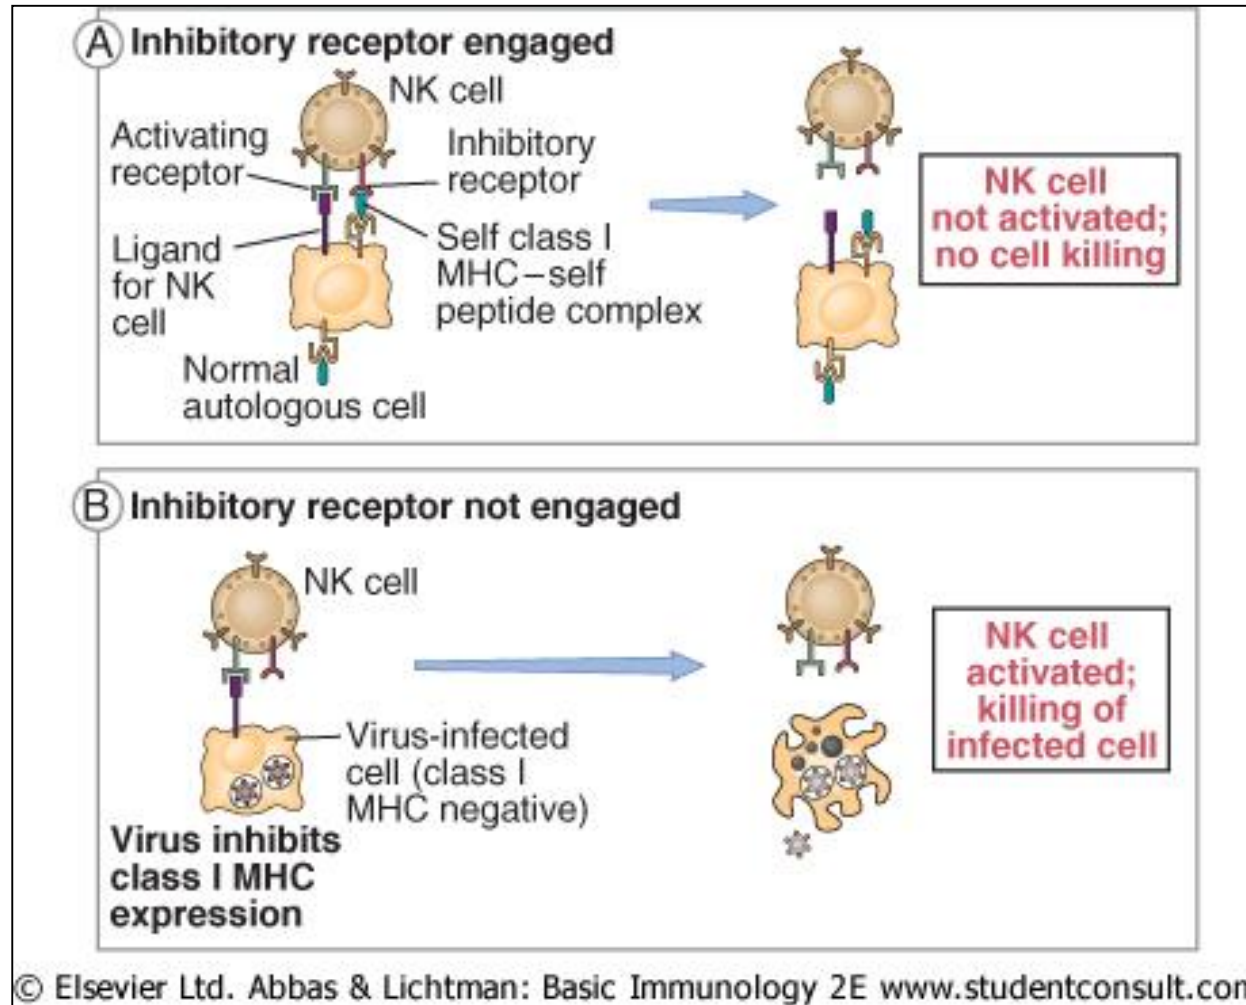 A Inhibitory receptor engaged
NK cell
Activating
receptor
Inhibitory
receptor
Ligand
for NK
cell
Self class I
MHC–self
peptide complex
Normal
autologous cell
NK cell
not activated;
no cell killing
B Inhibitory receptor not engaged
NK cell
Virus-infected
cell (class I
MHC negative)
Virus inhibits
class I MHC
expression
NK cell
activated;
killing of
infected cell
© Elsevier Ltd. Abbas & Lichtman: Basic Immunology 2E www.studentconsult.com